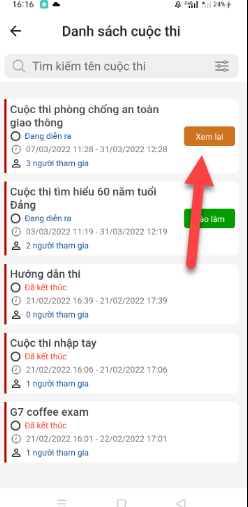 16:16
24%
Danh sách cuộc thi
Tìm kiếm tên cuộc thi
Cuộc thi phòng chống an toàn
giao thông
Đang diễn ra
07/03/2022 11:28 - 31/03/2022 12:28
3 người tham gia
Xem lại
Cuộc thi tìm hiểu 60 năm tuổi
Đảng
Đang diễn ra
03/03/2022 11:19 - 31/03/2022 12:19
2 người tham gia
làm
Hướng dẫn thi
Đã kết thúc
21/02/2022 16:39 - 21/02/2022 17:39
0 người tham gia
Cuộc thi nhập tay
Đã kết thúc
21/02/2022 16:06 - 21/02/2022 17:06
1 người tham gia
G7 coffee exam
Đã kết thúc
21/02/2022 16:01 - 22/02/2022 17:01
1 người tham gia